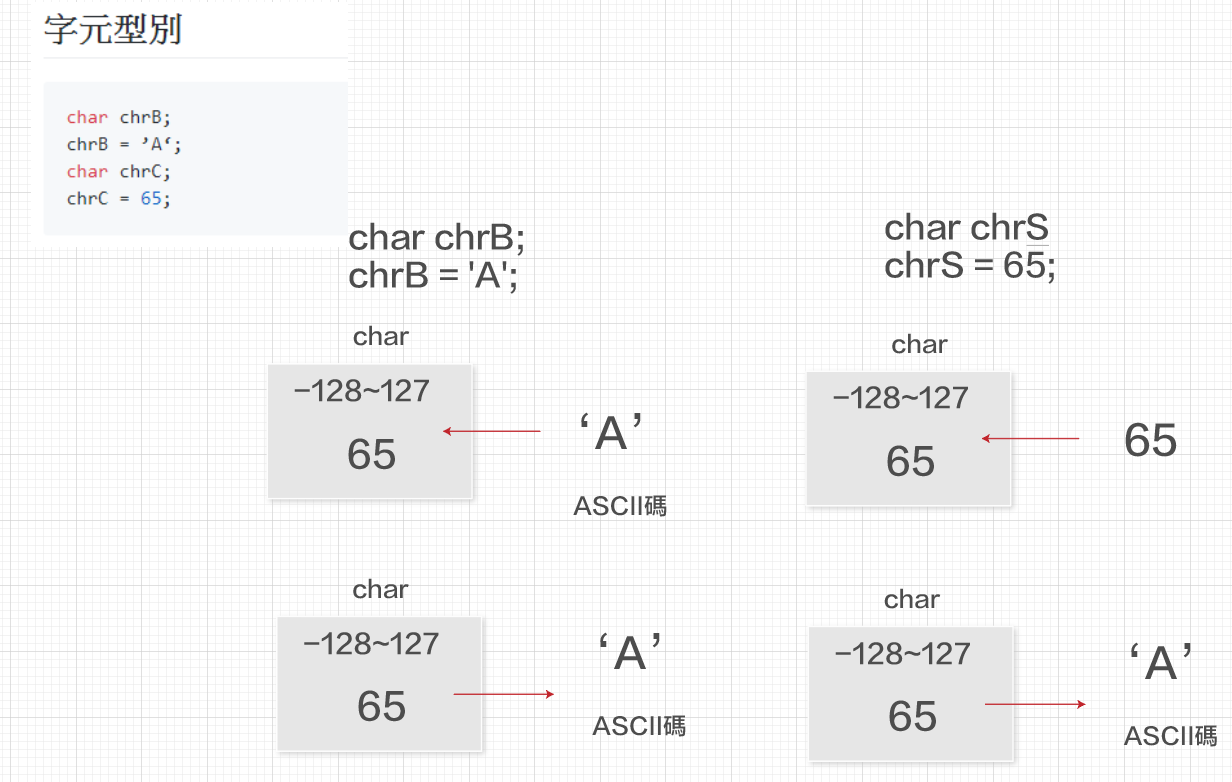 字元型別
char chrB;
chrB = ’A‘;
char chrC;
chrC = 65;
char chrB;
chrB = 'A';
char
−128~127
65
‘A’
ASCII碼
char
−128~127
65
‘A’
ASCII碼
char chrS
chrS = 65;
char
−128~127
65
65
char
−128~127
65
‘A’
ASCII碼